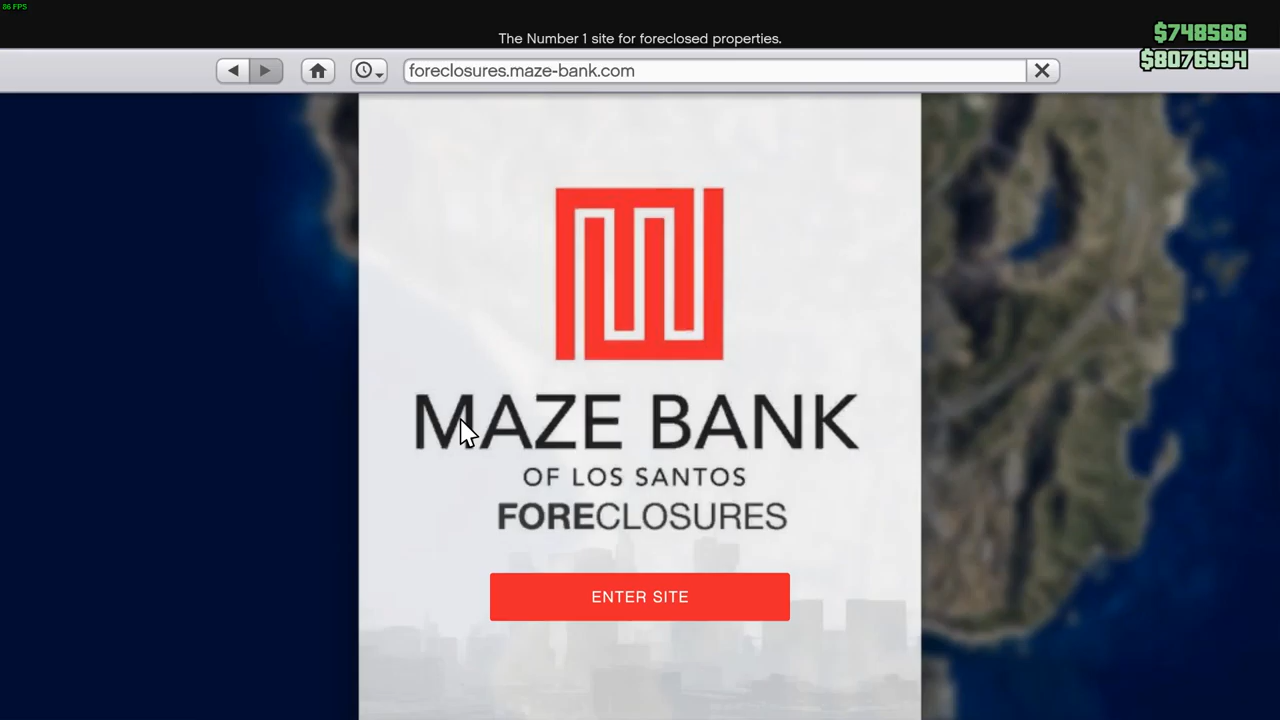 86 FPS
The Number 1 site for foreclosed properties.
$748566
$8076994
foreclosures.maze-bank.com
MAZE BANK
OF LOS SANTOS
FORECLOSURES
ENTER SITE